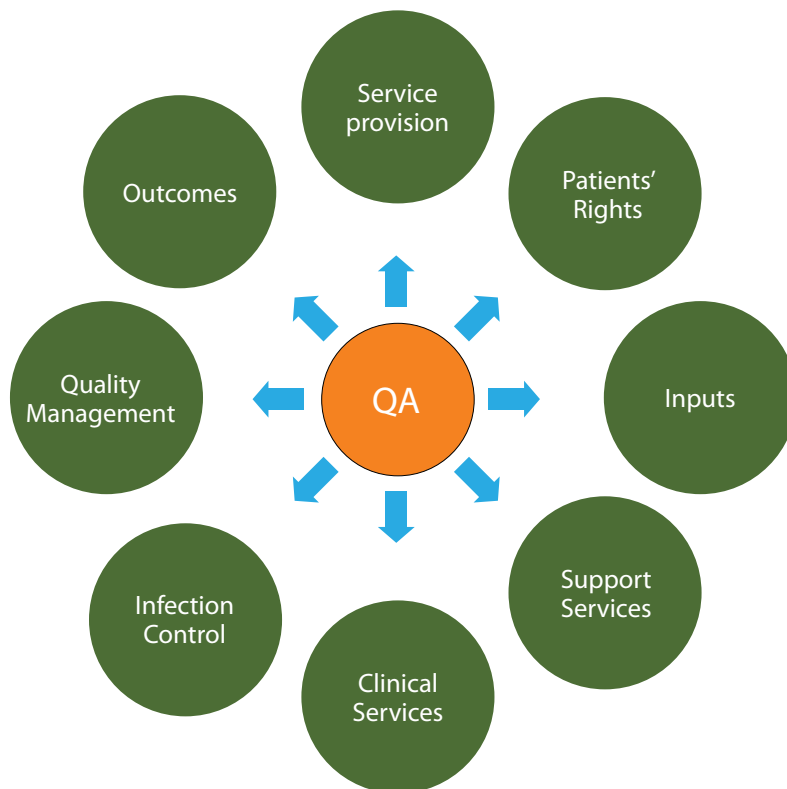 Service
provision
Patients’
Rights
Inputs
Support
Services
Clinical
Services
Infection
Control
Quality
Management
Outcomes
QA